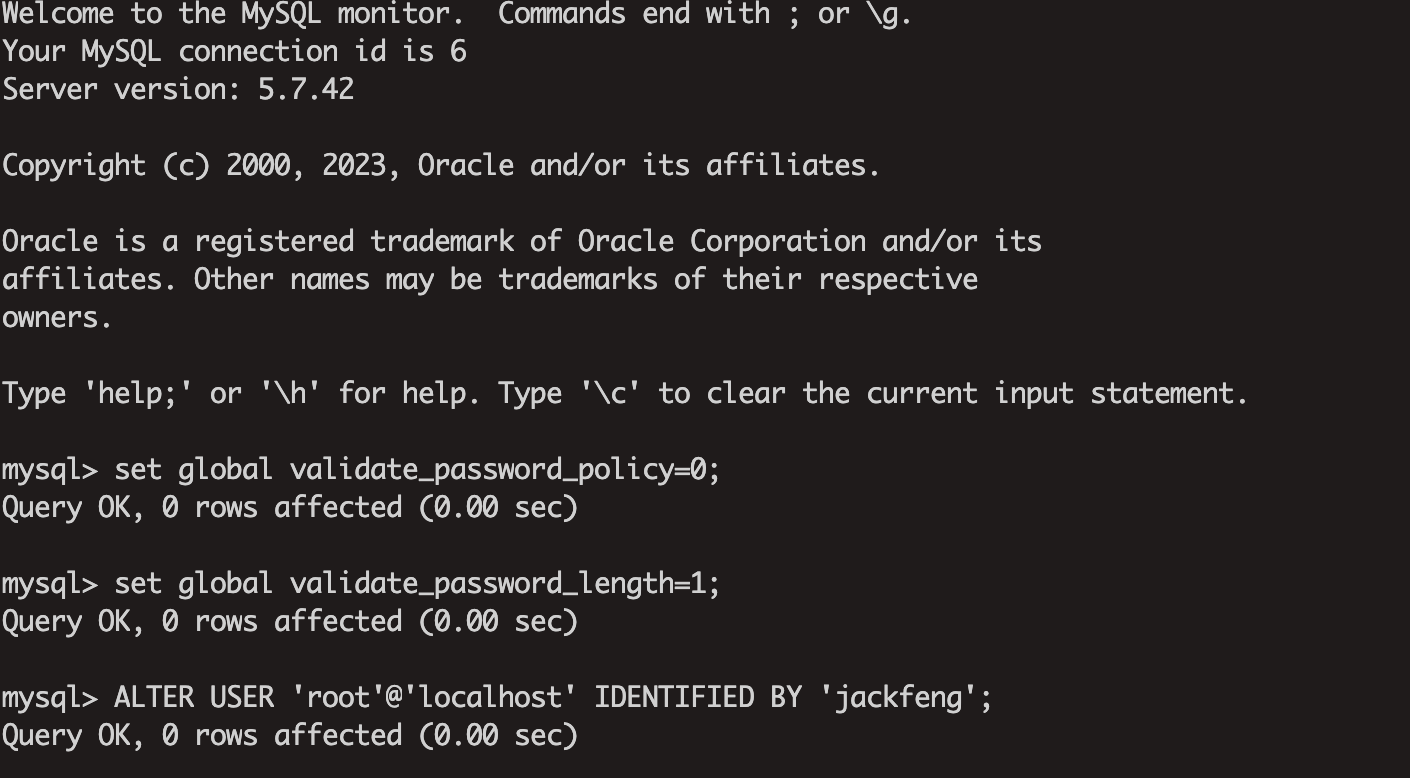 Welcome to the MySQL monitor.  Commands end with ; or \g.
Your MySQL connection id is 6
Server version: 5.7.42
Copyright (c) 2000, 2023, Oracle and/or its affiliates.
Oracle is a registered trademark of Oracle Corporation and/or its
affiliates. Other names may be trademarks of their respective
owners.
Type 'help;' or '\h' for help. Type '\c' to clear the current input statement.
mysql> set global validate_password_policy=0;
Query OK, 0 rows affected (0.00 sec)
mysql> set global validate_password_length=1;
Query OK, 0 rows affected (0.00 sec)
mysql> ALTER USER 'root'@'localhost' IDENTIFIED BY 'jackfeng';
Query OK, 0 rows affected (0.00 sec)